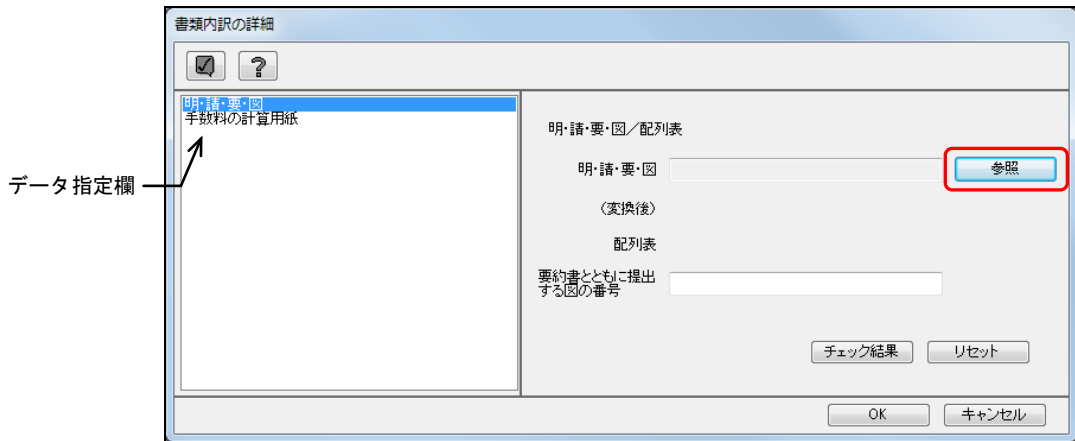 書類内訳の詳細
明・請・要・図
手数料の計算用紙
データ指定欄
明・請・要・図／配列表
明・請・要・図
参照
(変換後)
配列表
要約書とともに提出
する図の番号
チェック結果
リセット
OK
キャンセル